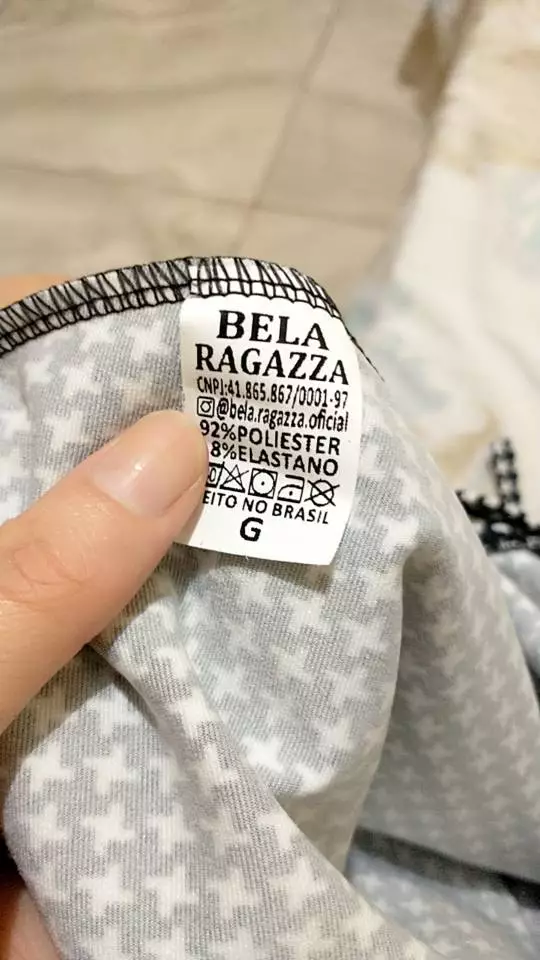 BELA
RAGAZZA
CNPJ:41.865.867/0001-97
@bela.ragazza.oficial
92%POLIESTER
8%ELASTANO
EITO NO BRASIL
G